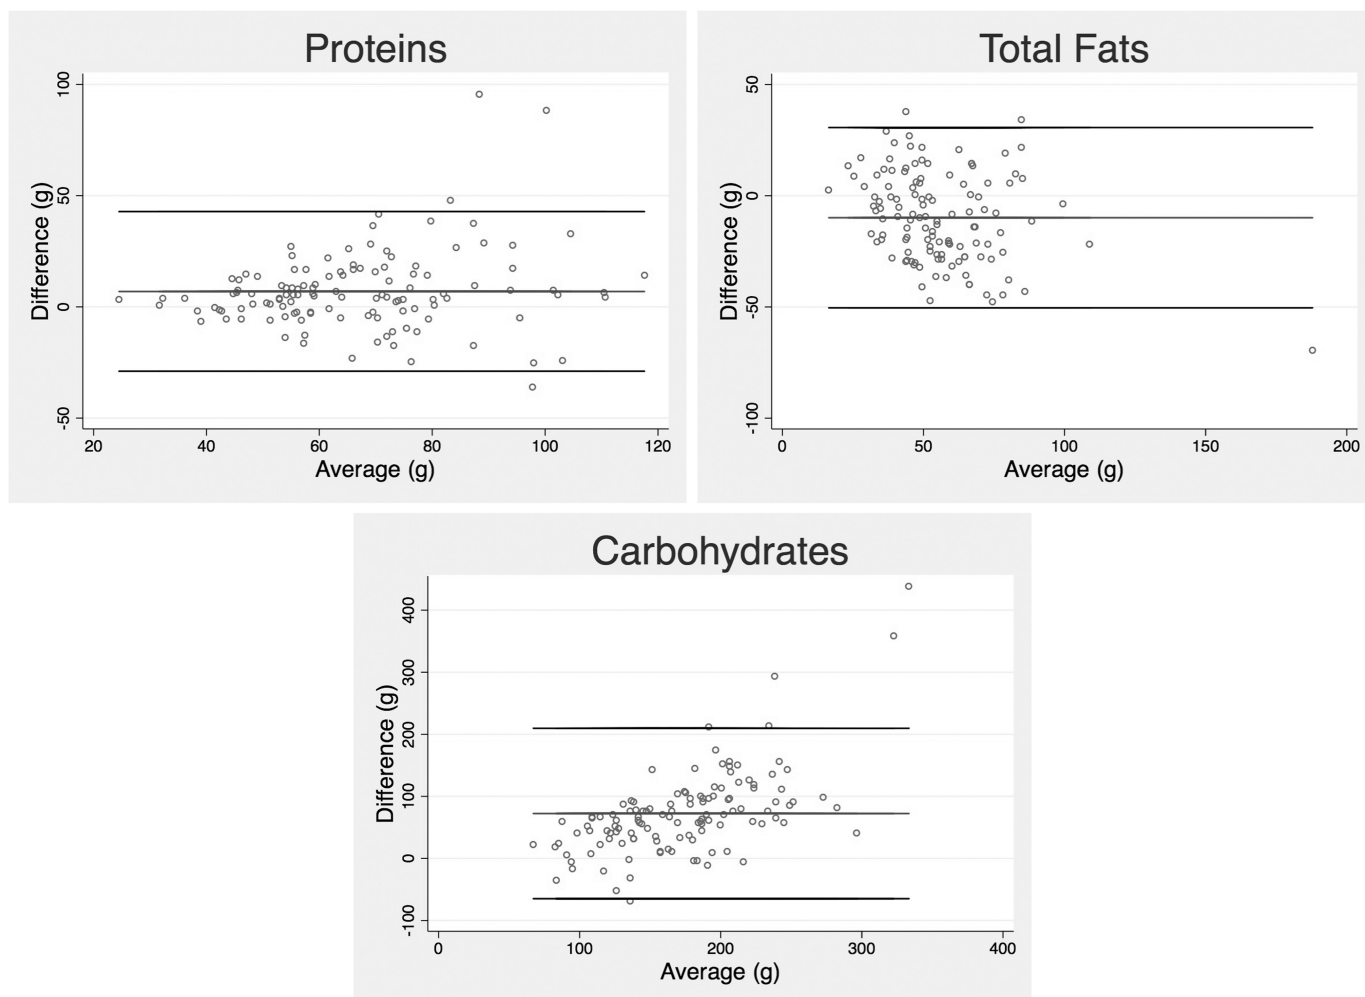 Proteins
Difference (g)
100
50
0
-50
20 40 60 80 100 120
Average (g)
Total Fats
Difference (g)
50
0
-50
-100
0 50 100 150 200
Average (g)
Carbohydrates
Difference (g)
400
300
200
100
0
-100
0 100 200 300 400
Average (g)